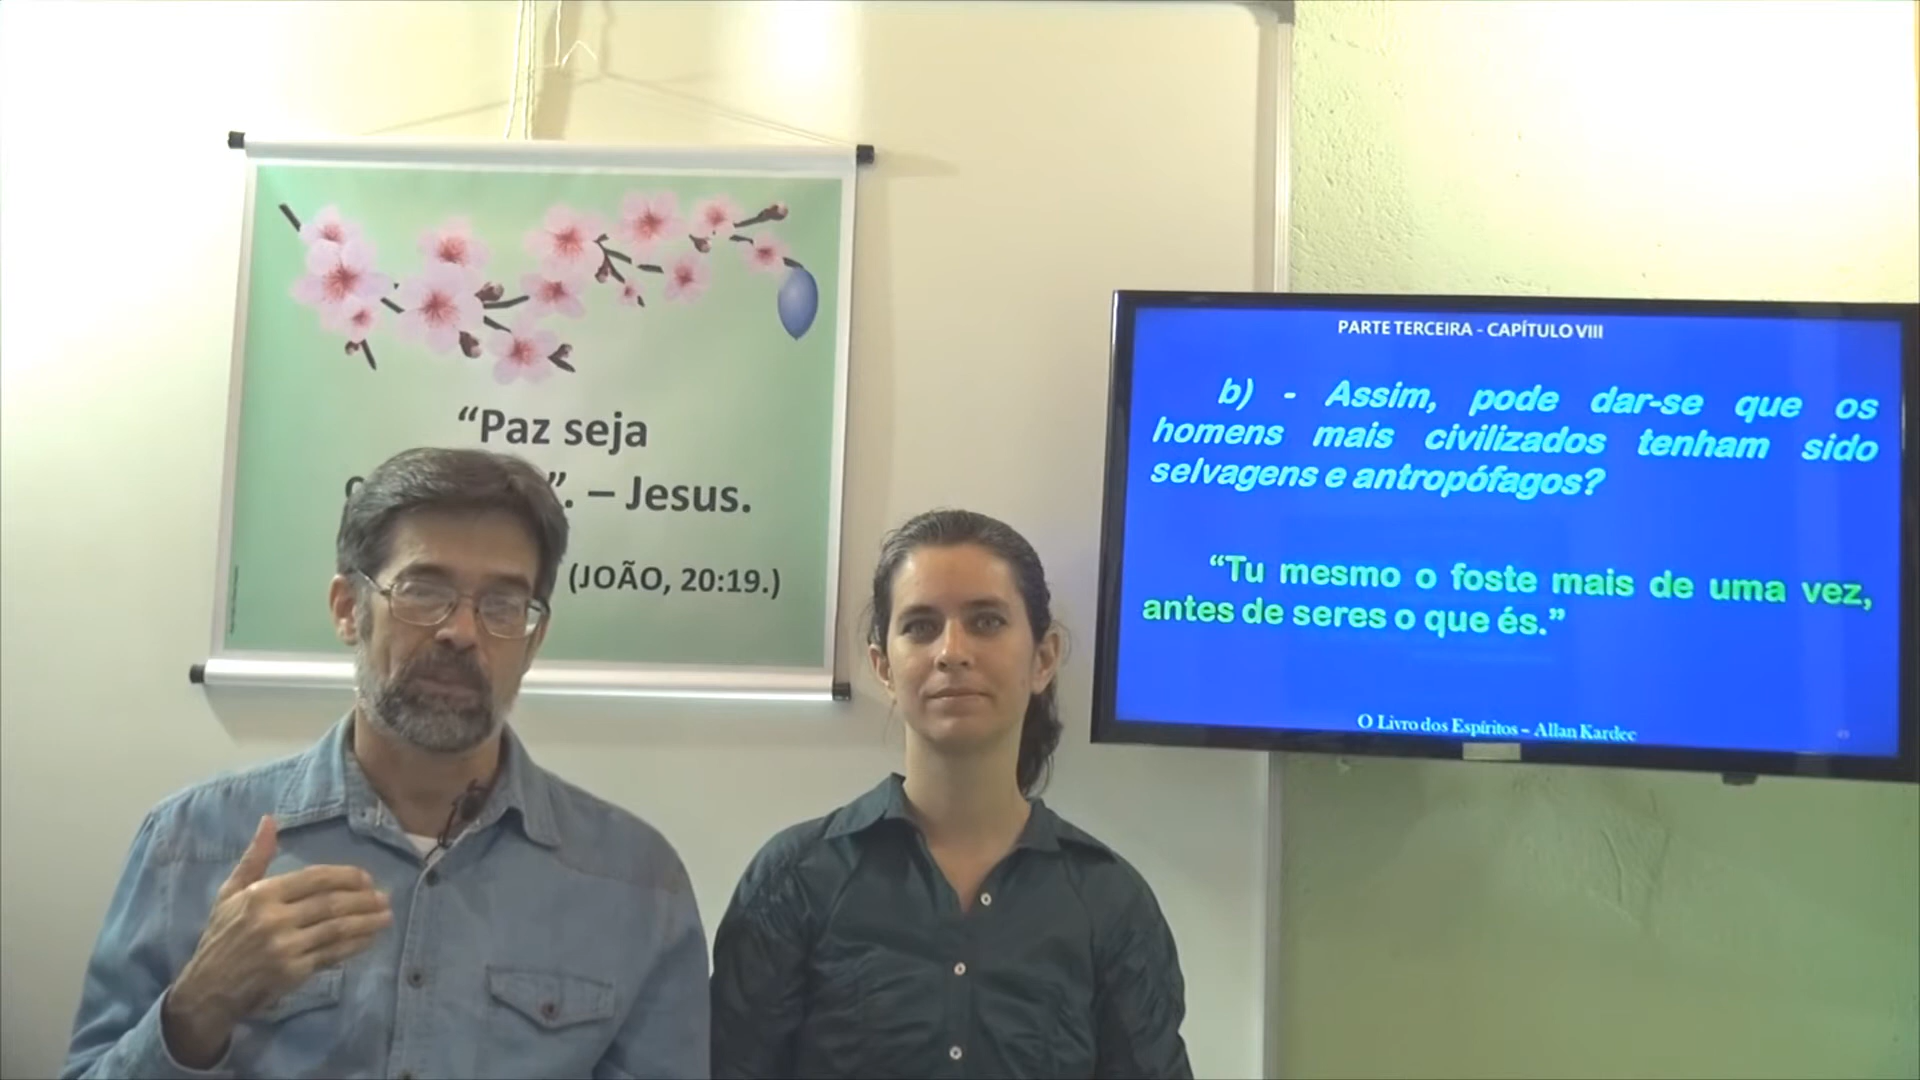 “Paz seja
”. – Jesus.
(JOÃO, 20:19.)
PARTE TERCEIRA - CAPÍTULO VIII
b) - Assim, pode dar-se que os
homens mais civilizados tenham sido
selvagens e antropófagos?
“Tu mesmo o foste mais de uma vez,
antes de seres o que és.”
O Livro dos Espíritos – Allan Kardec